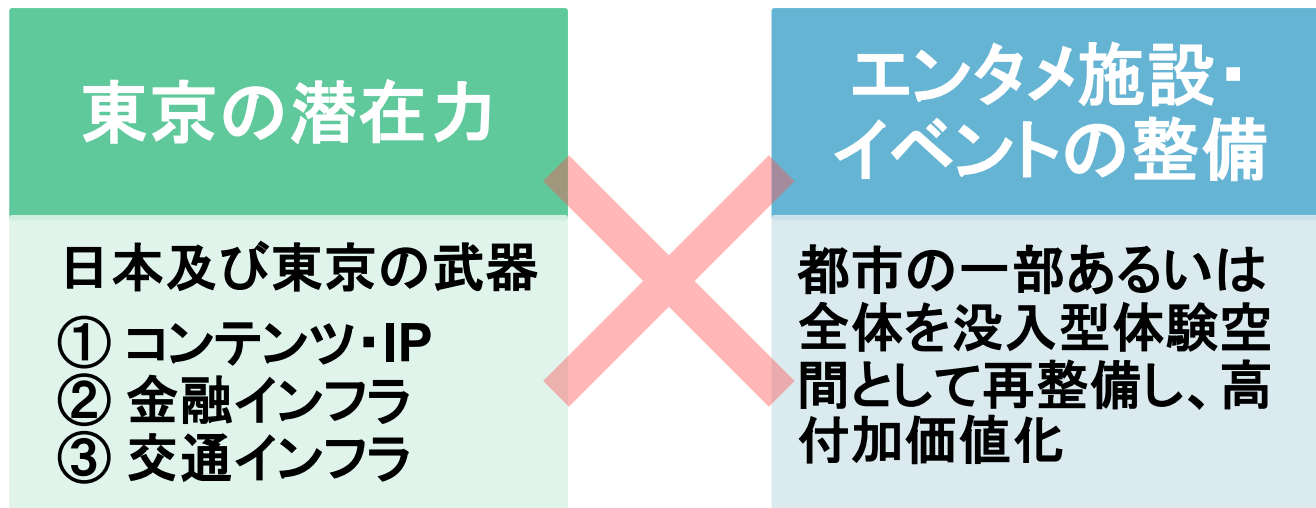 東京の潜在力
日本及び東京の武器
① コンテンツ・IP
② 金融インフラ
③ 交通インフラ
エンタメ施設・
イベントの整備
都市の一部あるいは
全体を没入型体験空
間として再整備し、高
付加価値化